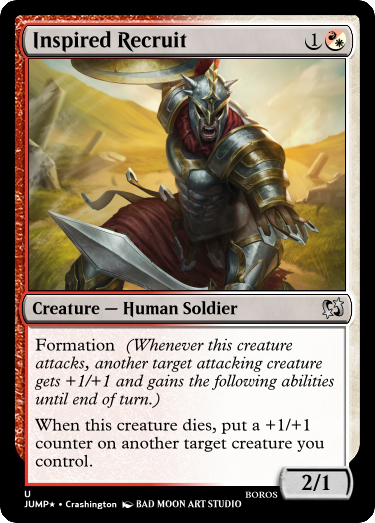 Inspired Recruit 1
Creature — Human Soldier
Formation (Whenever this creature
attacks, another target attacking creature
gets +1/+1 and gains the following abilities
until end of turn.)
When this creature dies, put a +1/+1
counter on another target creature you
control.
2/1
U BOROS
JUMP★ • Crashington BAD MOON ART STUDIO